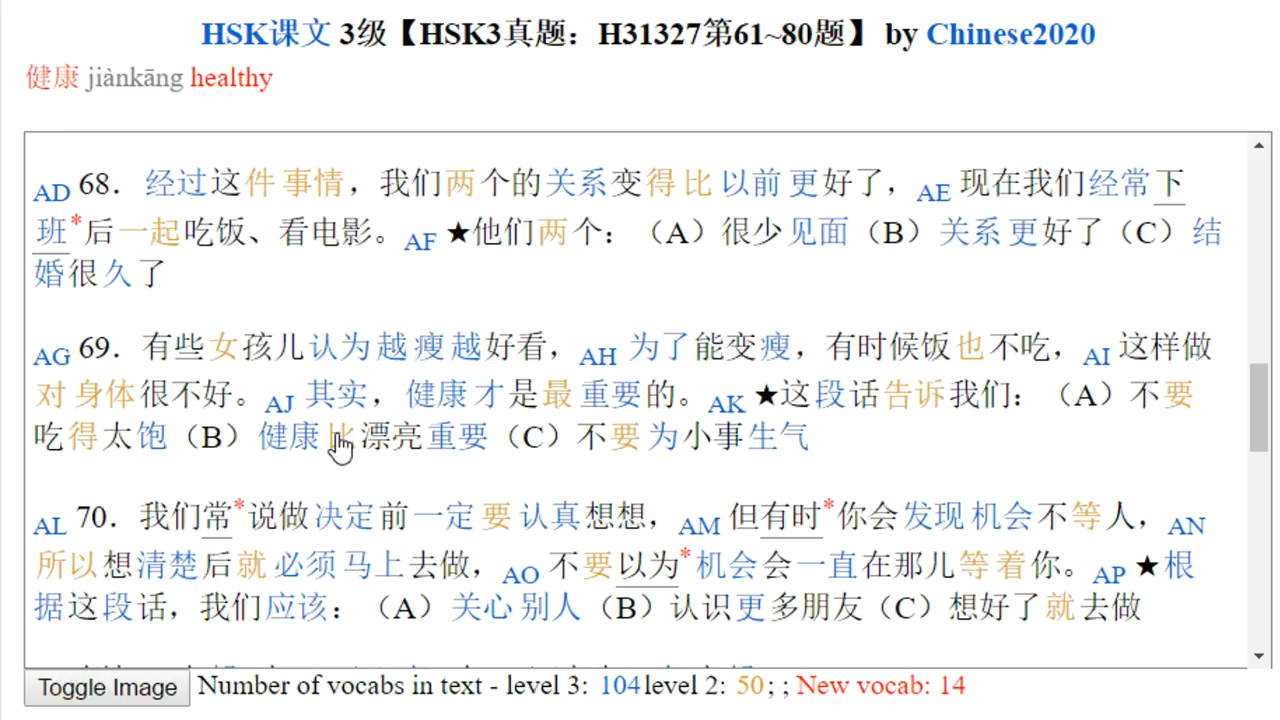 HSK课文 3级【HSK3真题：H31327第61~80题】 by Chinese2020
健康 jiànkāng healthy
AD 68．经过这件事情，我们两个的关系变得比以前更好了，AE 现在我们经常下
班*后一起吃饭、看电影。AF ★他们两个：（A）很少见面（B）关系更好了（C）结
婚很久了
AG 69．有些女孩儿认为越瘦越好看，AH 为了能变瘦，有时候饭也不吃，AI 这样做
对身体很不好。AJ 其实，健康才是最重要的。AK ★这段话告诉我们：（A）不要
吃得太饱（B）健康比漂亮重要（C）不要为小事生气
AL 70．我们常*说做决定前一定要认真想想，AM 但有时*你会发现机会不等人，AN
所以想清楚后就必须马上去做，AO 不要以为*机会会一直在那儿等着你。AP ★根
据这段话，我们应该：（A）关心别人（B）认识更多朋友（C）想好了就去做
Toggle Image Number of vocabs in text - level 3: 104 level 2: 50; ; New vocab: 14